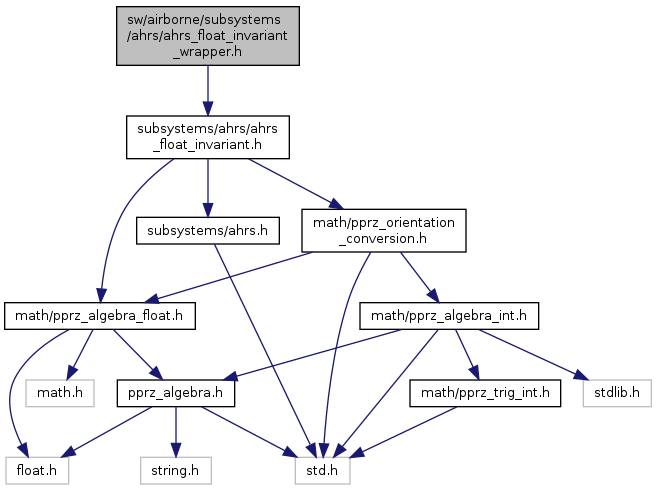 sw/airborne/subsystems
/ahrs/ahrs_float_invariant
_wrapper.h
subsystems/ahrs/ahrs
_float_invariant.h
subsystems/ahrs.h
math/pprz_orientation
_conversion.h
math/pprz_algebra_float.h
math/pprz_algebra_int.h
math.h
pprz_algebra.h
math/pprz_trig_int.h
stdlib.h
float.h
string.h
std.h